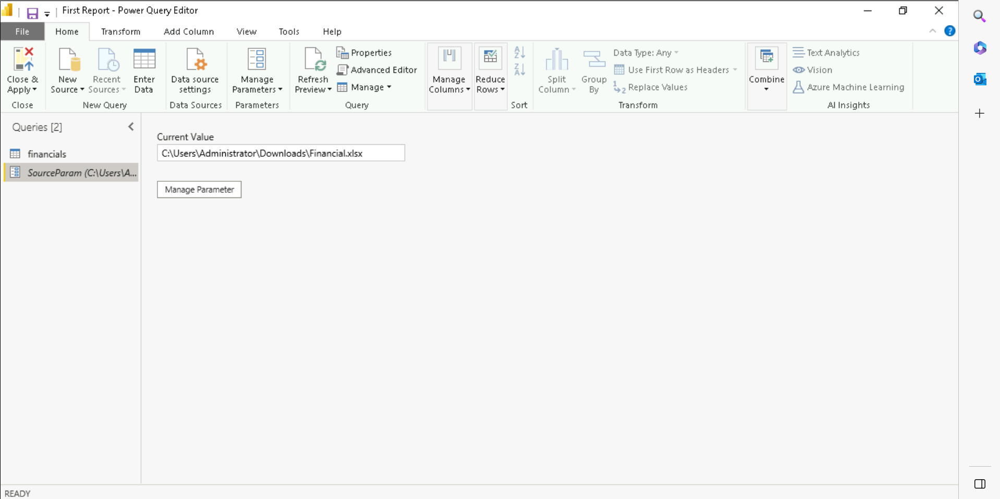 First Report - Power Query Editor
File Home Transform Add Column View Tools Help
Close & Apply
Close
New Source
Recent Sources
Enter Data
New Query
Data source settings
Data Sources
Manage Parameters
Parameters
Refresh Preview
Properties
Advanced Editor
Manage
Query
Manage Columns
Reduce Rows
Sort
Split Column
Group By
Data Type: Any
Use First Row as Headers
Replace Values
Transform
Combine
Text Analytics
Vision
Azure Machine Learning
AI Insights
Queries [2]
financials
SourceParam (C:\Users\A...
Current Value
C:\Users\Administrator\Downloads\Financial.xlsx
Manage Parameter
READY